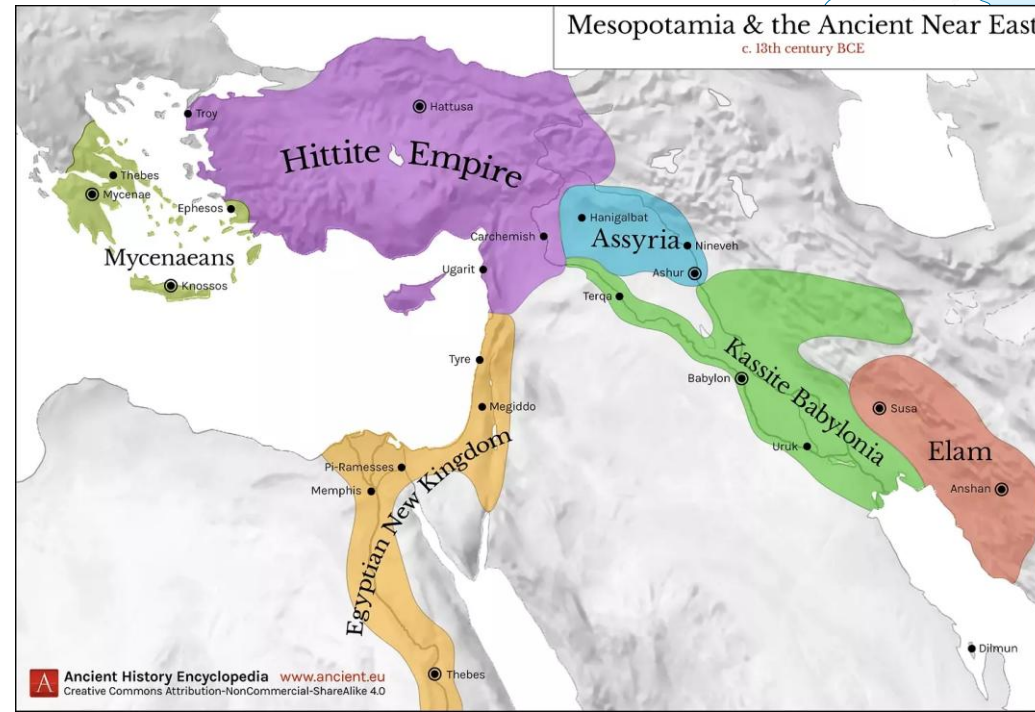 Mesopotamia & the Ancient Near East
c. 13th century BCE
Hattusa
Troy
Hittite Empire
Thebes
Mycenae
Ephesos
Hanigalbat
Carchemish
Assyria
Nineveh
Mycenaeans
Ugarit
Ashur
Knossos
Terqa
Tyre
Kassite Babylonia
Babylon
Megiddo
Susa
Uruk
Elam
Pi-Ramesses
Memphis
Anshan
Egyptian New Kingdom
Dilmun
Thebes
A
Ancient History Encyclopedia www.ancient.eu
Creative Commons Attribution-NonCommercial-ShareAlike 4.0